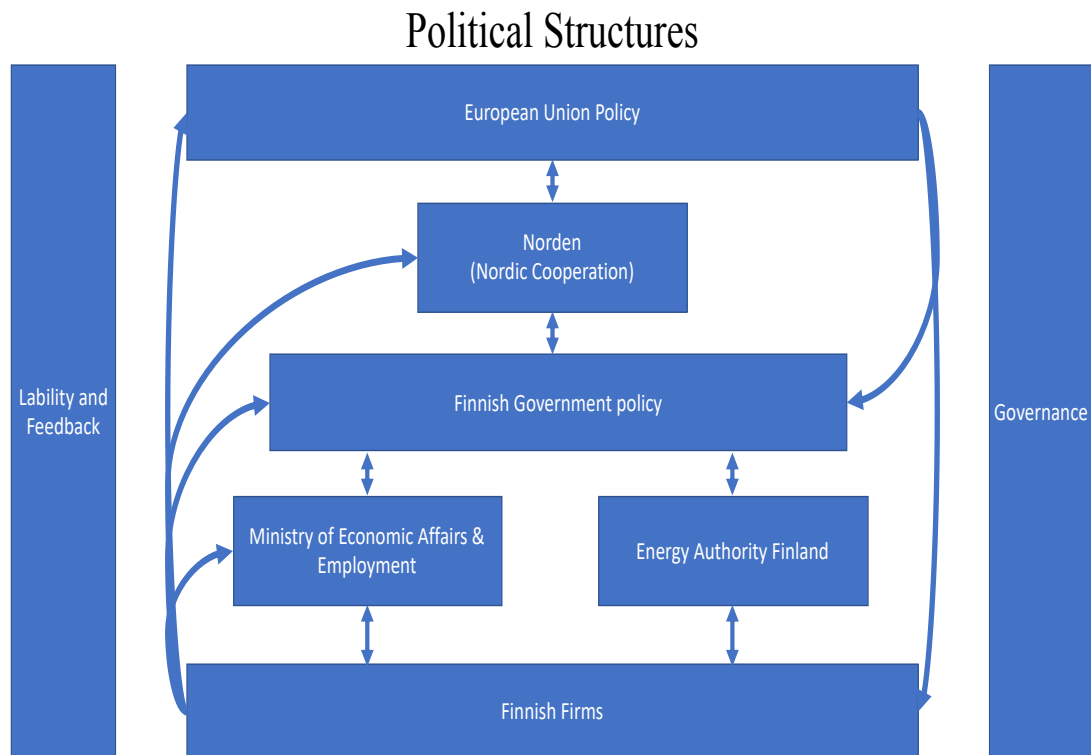 Political Structures
European Union Policy
Norden
(Nordic Cooperation)
Finnish Government policy
Lability and
Feedback
Governance
Ministry of Economic Affairs &
Employment
Energy Authority Finland
Finnish Firms